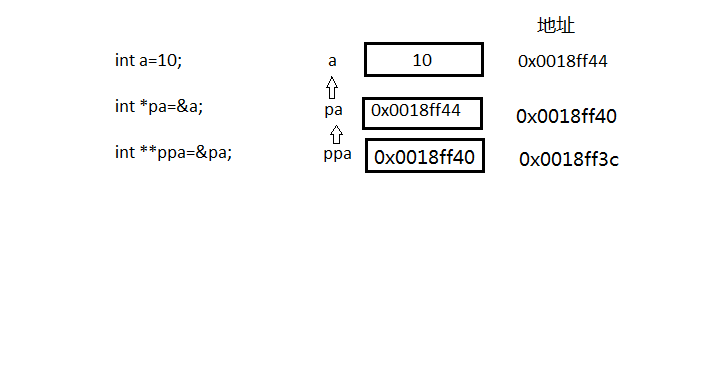 地址
int a=10; a 10 0x0018ff44
int *pa=&a; pa 0x0018ff44 0x0018ff40
int **ppa=&pa; ppa 0x0018ff40 0x0018ff3c